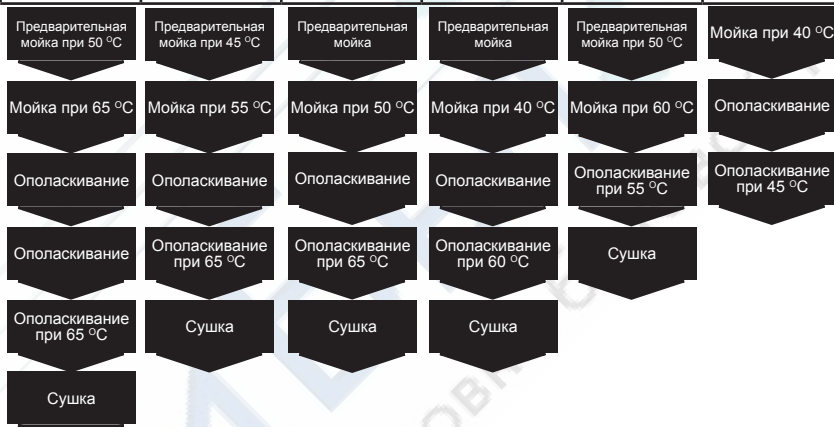 Предварительная
мойка при 50 °С
Предварительная
мойка при 45 °С
Предварительная
мойка
Предварительная
мойка
Предварительная
мойка при 50 °С
Мойка при 40 °С
Мойка при 65 °С
Мойка при 55 °С
Мойка при 50 °С
Мойка при 40 °С
Мойка при 60 °С
Ополаскивание
Ополаскивание
Ополаскивание
Ополаскивание
Ополаскивание
Ополаскивание
при 55 °С
Ополаскивание
при 45 °С
Ополаскивание
Ополаскивание
при 65 °С
Ополаскивание
при 65 °С
Ополаскивание
при 60 °С
Сушка
Ополаскивание
при 65 °С
Сушка
Сушка
Сушка
Сушка